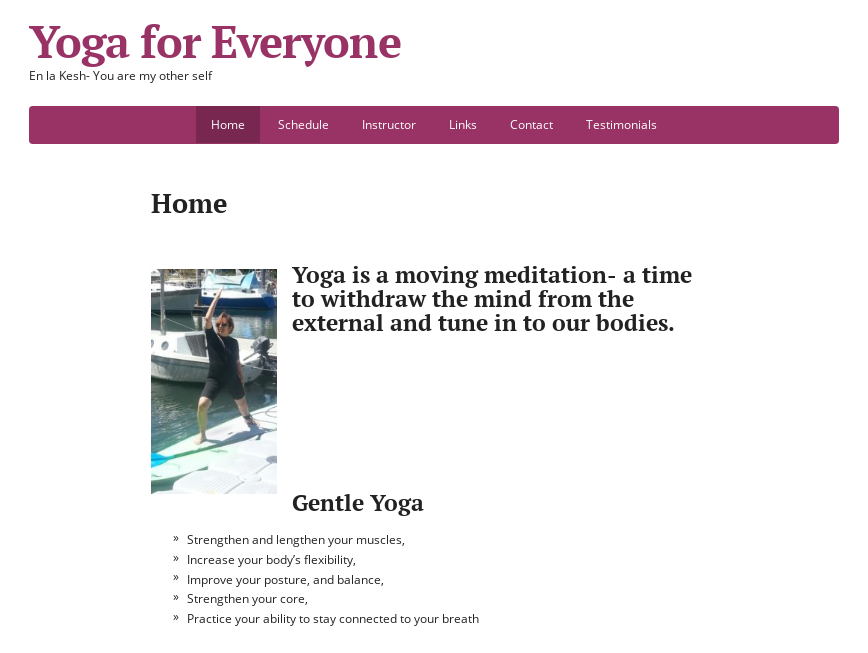 Yoga for Everyone
En la Kesh- You are my other self
Home
Schedule
Instructor
Links
Contact
Testimonials
Home
Yoga is a moving meditation- a time
to withdraw the mind from the
external and tune in to our bodies.
Gentle Yoga
» Strengthen and lengthen your muscles,
» Increase your body’s flexibility,
» Improve your posture, and balance,
» Strengthen your core,
» Practice your ability to stay connected to your breath